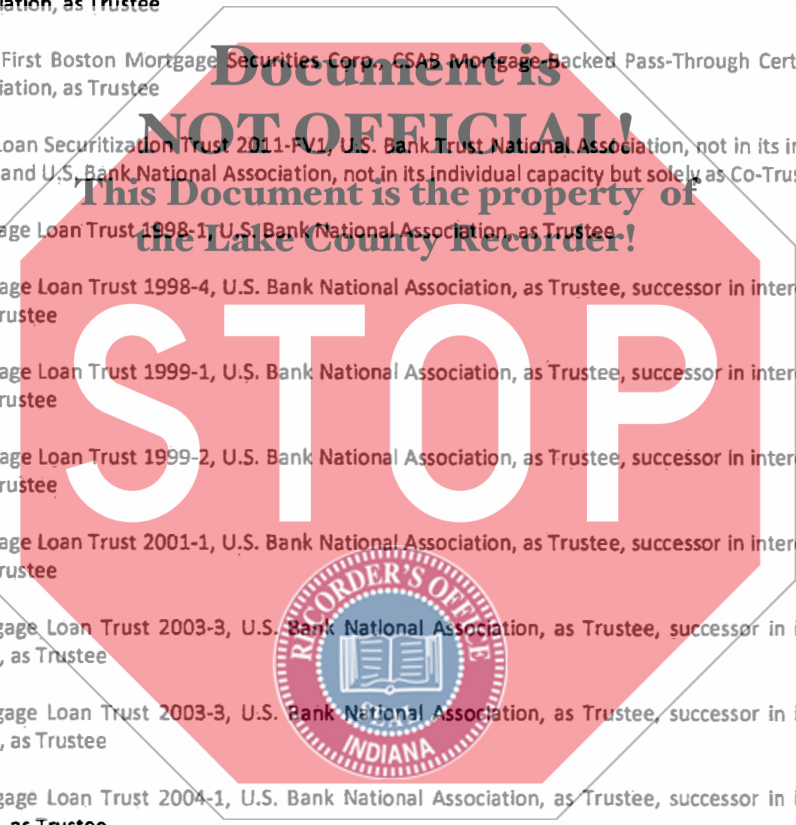 iation, as Trustee
First Boston Mortgage Securities Corp., CSAB Mortgage-Backed Pass-Through Cert
iation, as Trustee
Loan Securitization Trust 2011-FV1, U.S. Bank Trust National Association, not in its in
and U.S. Bank National Association, not in its individual capacity but solely as Co-Trus
age Loan Trust 1998-1, U.S. Bank National Association, as Trustee
age Loan Trust 1998-4, U.S. Bank National Association, as Trustee, successor in inter
rustee
age Loan Trust 1999-1, U.S. Bank National Association, as Trustee, successor in inter
rustee
age Loan Trust 1999-2, U.S. Bank National Association, as Trustee, successor in inter
rustee
age Loan Trust 2001-1, U.S. Bank National Association, as Trustee, successor in inter
rustee
gage Loan Trust 2003-3, U.S. Bank National Association, as Trustee, successor in i
, as Trustee
gage Loan Trust 2003-3, U.S. Bank National Association, as Trustee, successor in i
, as Trustee
gage Loan Trust 2004-1, U.S. Bank National Association, as Trustee, successor in i
, as Trustee
Document is
NOT OFFICIAL!
This Document is the property of
the Lake County Recorder!
STOP
RECORDER'S OFFICE
SEAL
INDIANA